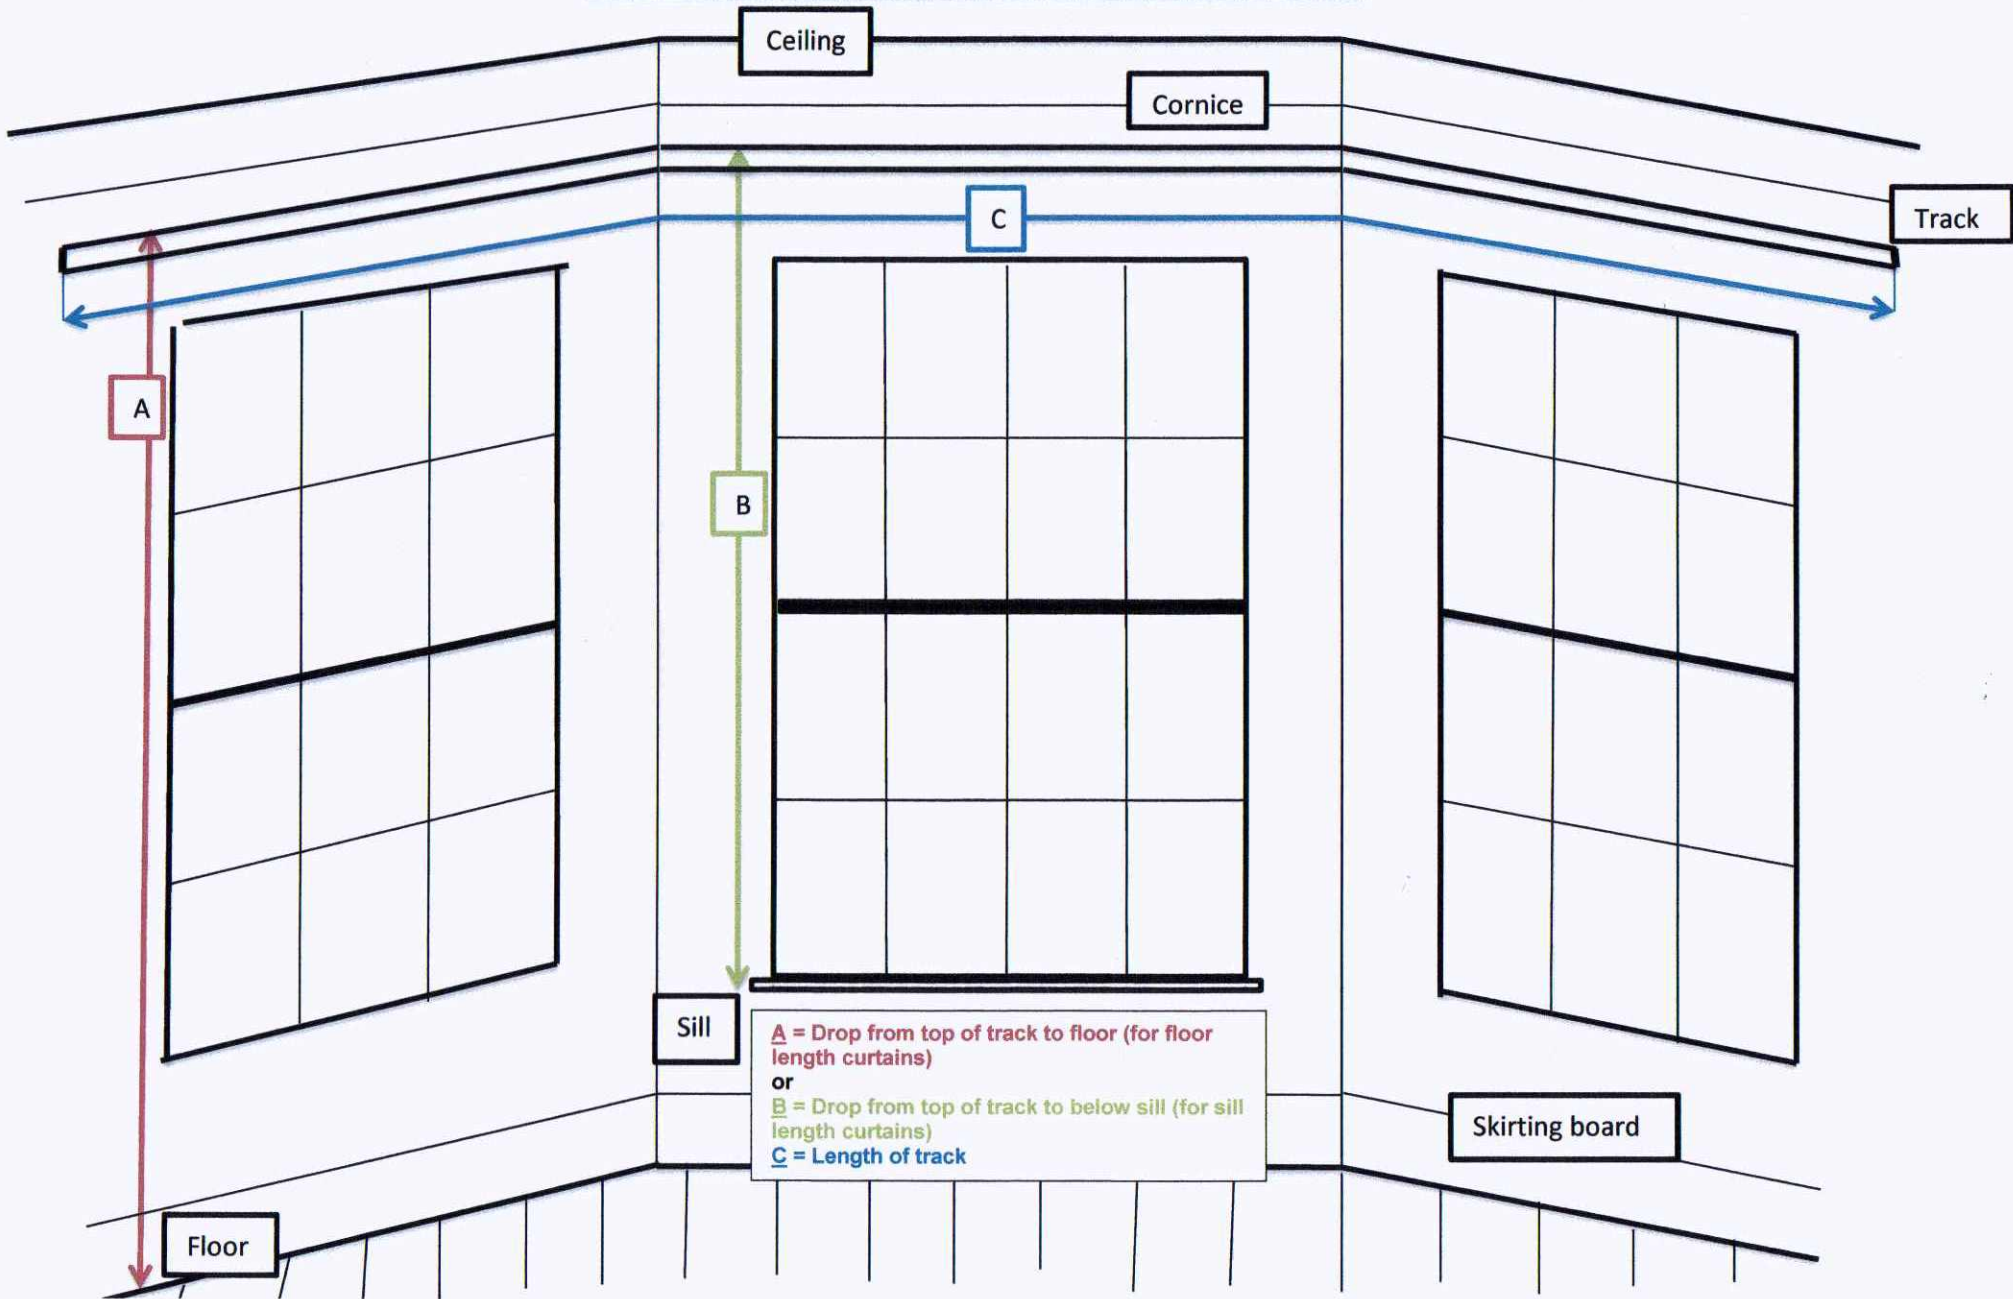 Ceiling
Cornice
Track
C
A
B
Sill
A = Drop from top of track to floor (for floor
length curtains)
or
B = Drop from top of track to below sill (for sill
length curtains)
C = Length of track
Skirting board
Floor